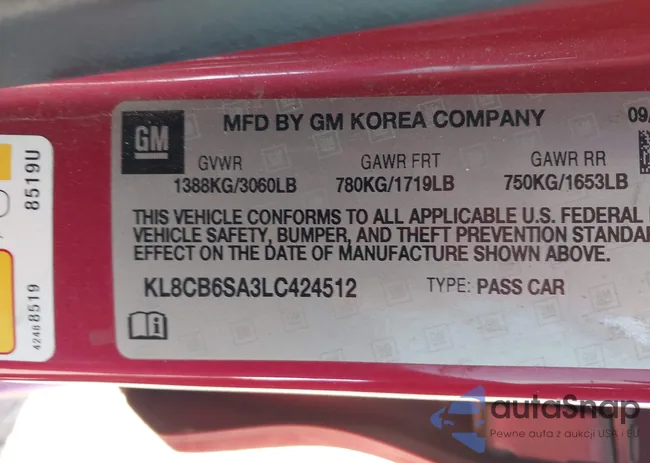 GM
MFD BY GM KOREA COMPANY
09/
GVWR GAWR FRT GAWR RR
1388KG/3060LB 780KG/1719LB 750KG/1653LB
THIS VEHICLE CONFORMS TO ALL APPLICABLE U.S. FEDERAL
VEHICLE SAFETY, BUMPER, AND THEFT PREVENTION STANDA
EFFECT ON THE DATE OF MANUFACTURE SHOWN ABOVE.
KL8CB6SA3LC424512 TYPE: PASS CAR
8519U
42488519
autaSnap
Pewne auta z aukcji USA - EU